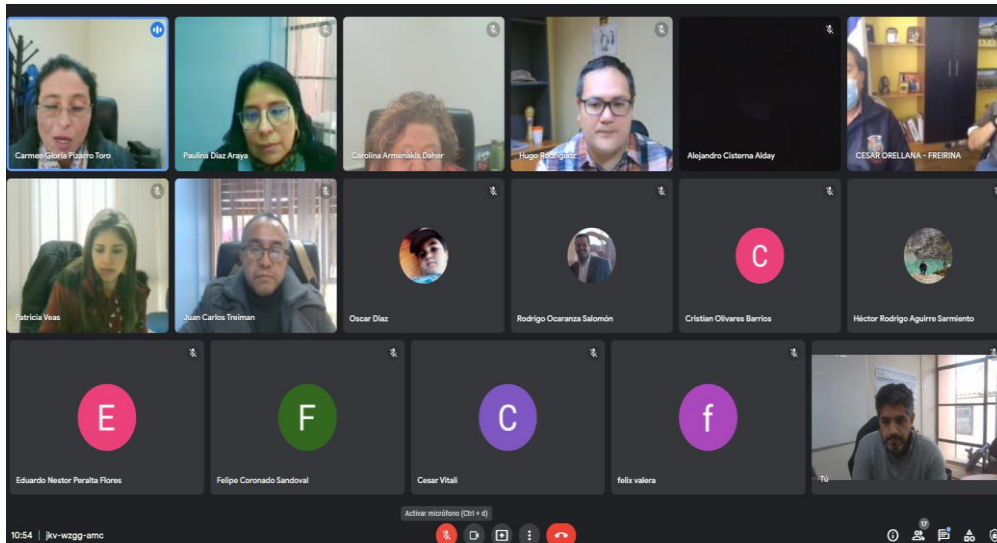 Carmen Gloria Pizarro Toro
Paulina Díaz Araya
Carolina Armenakis Daher
Hugo Rodriguez
Alejandro Cisterna Alday
CESAR ORELLANA - FREIRINA
Patricia Veas
Juan Carlos Treiman
Oscar Diaz
Rodrigo Ocaranza Salomón
Cristian Olivares Barrios
Héctor Rodrigo Aguirre Sarmiento
E
F
C
f
C
Eduardo Nestor Peralta Flores
Felipe Coronado Sandoval
Cesar Vitali
felix valera
Tú
Activar micrófono (Ctrl + d)
10:54 | jkv-wzgg-amc
17